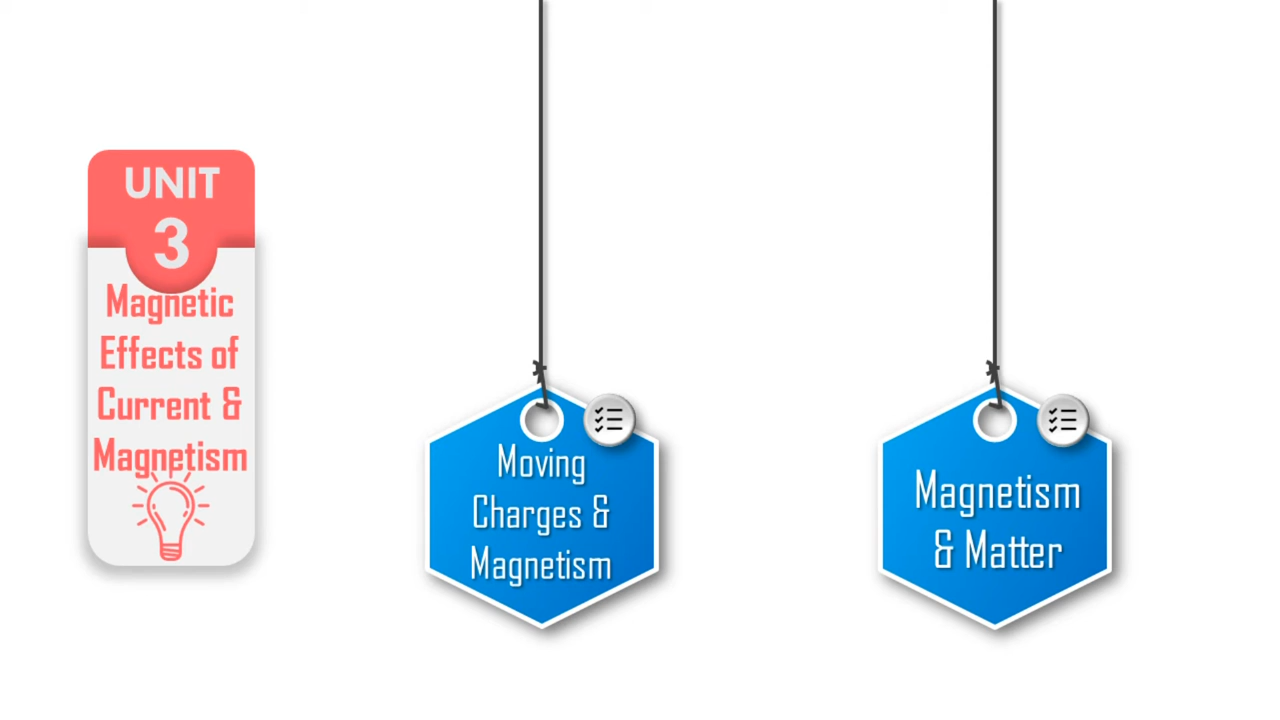 UNIT
3
Magnetic
Effects of
Current &
Magnetism
Moving
Charges &
Magnetism
Magnetism
& Matter